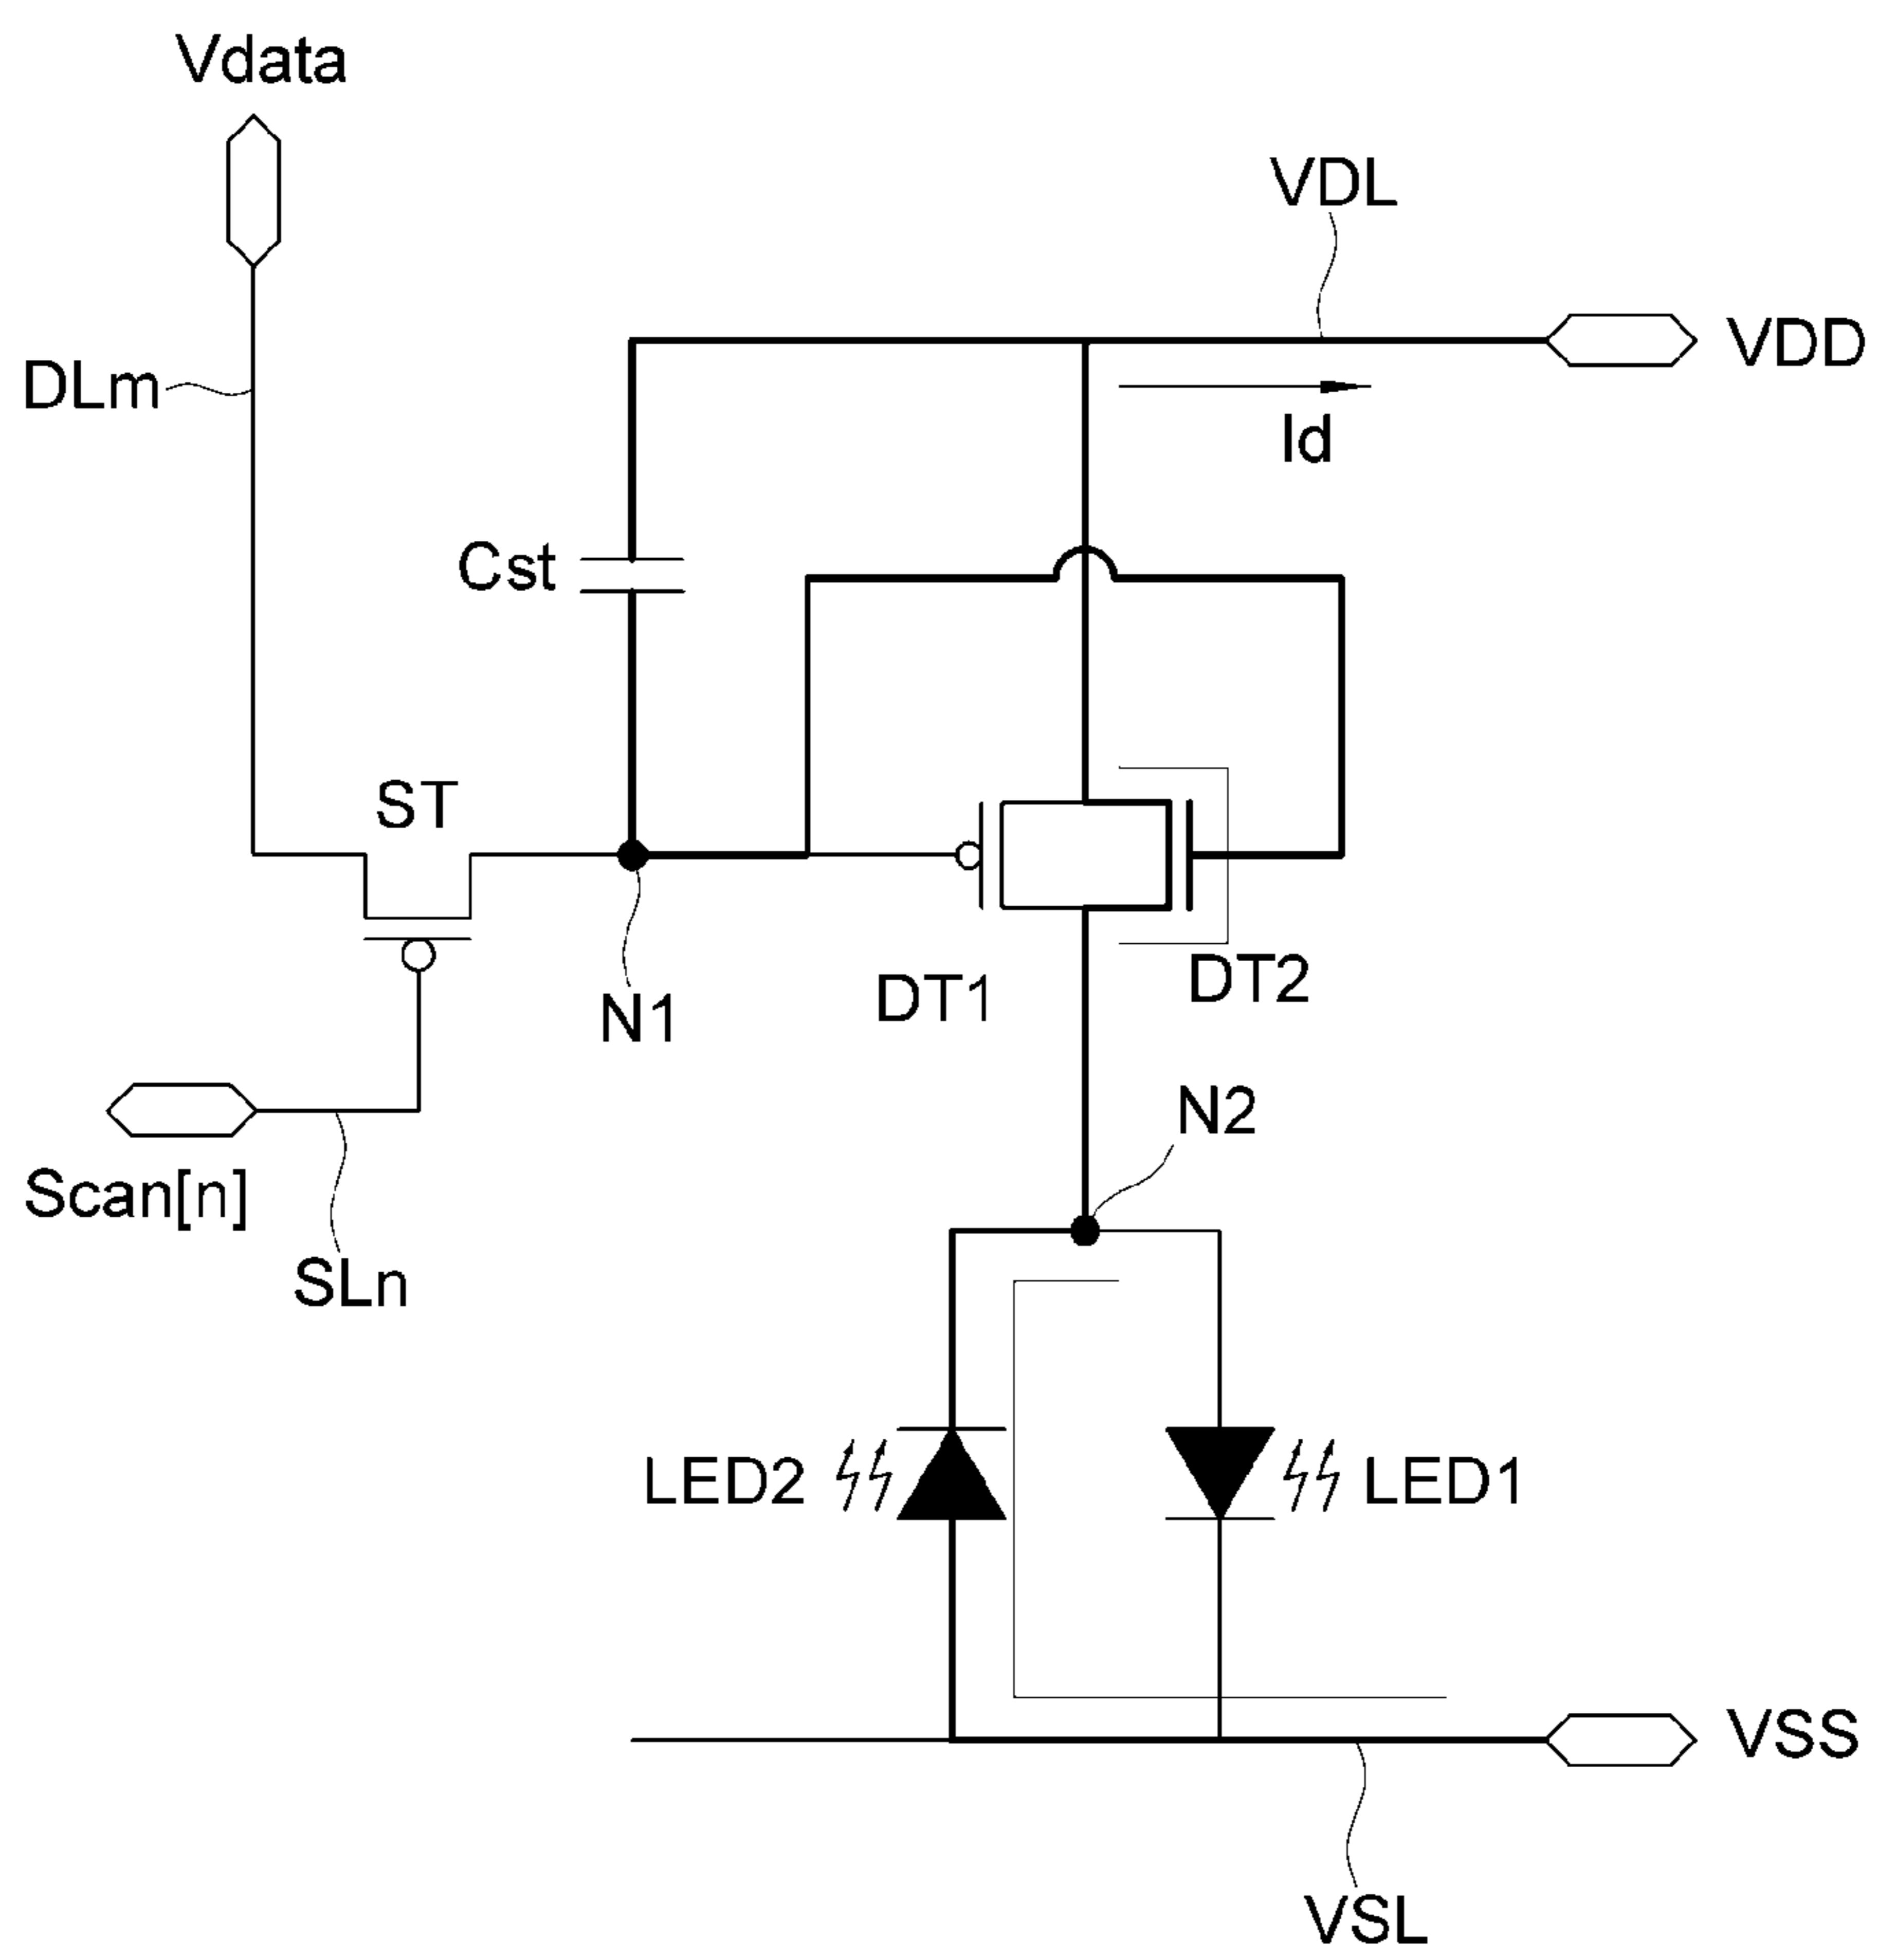 Vdata
VDL
VDD
DLm
Id
Cst
ST
DT1
DT2
N1
N2
Scan[n]
SLn
LED2
LED1
VSS
VSL